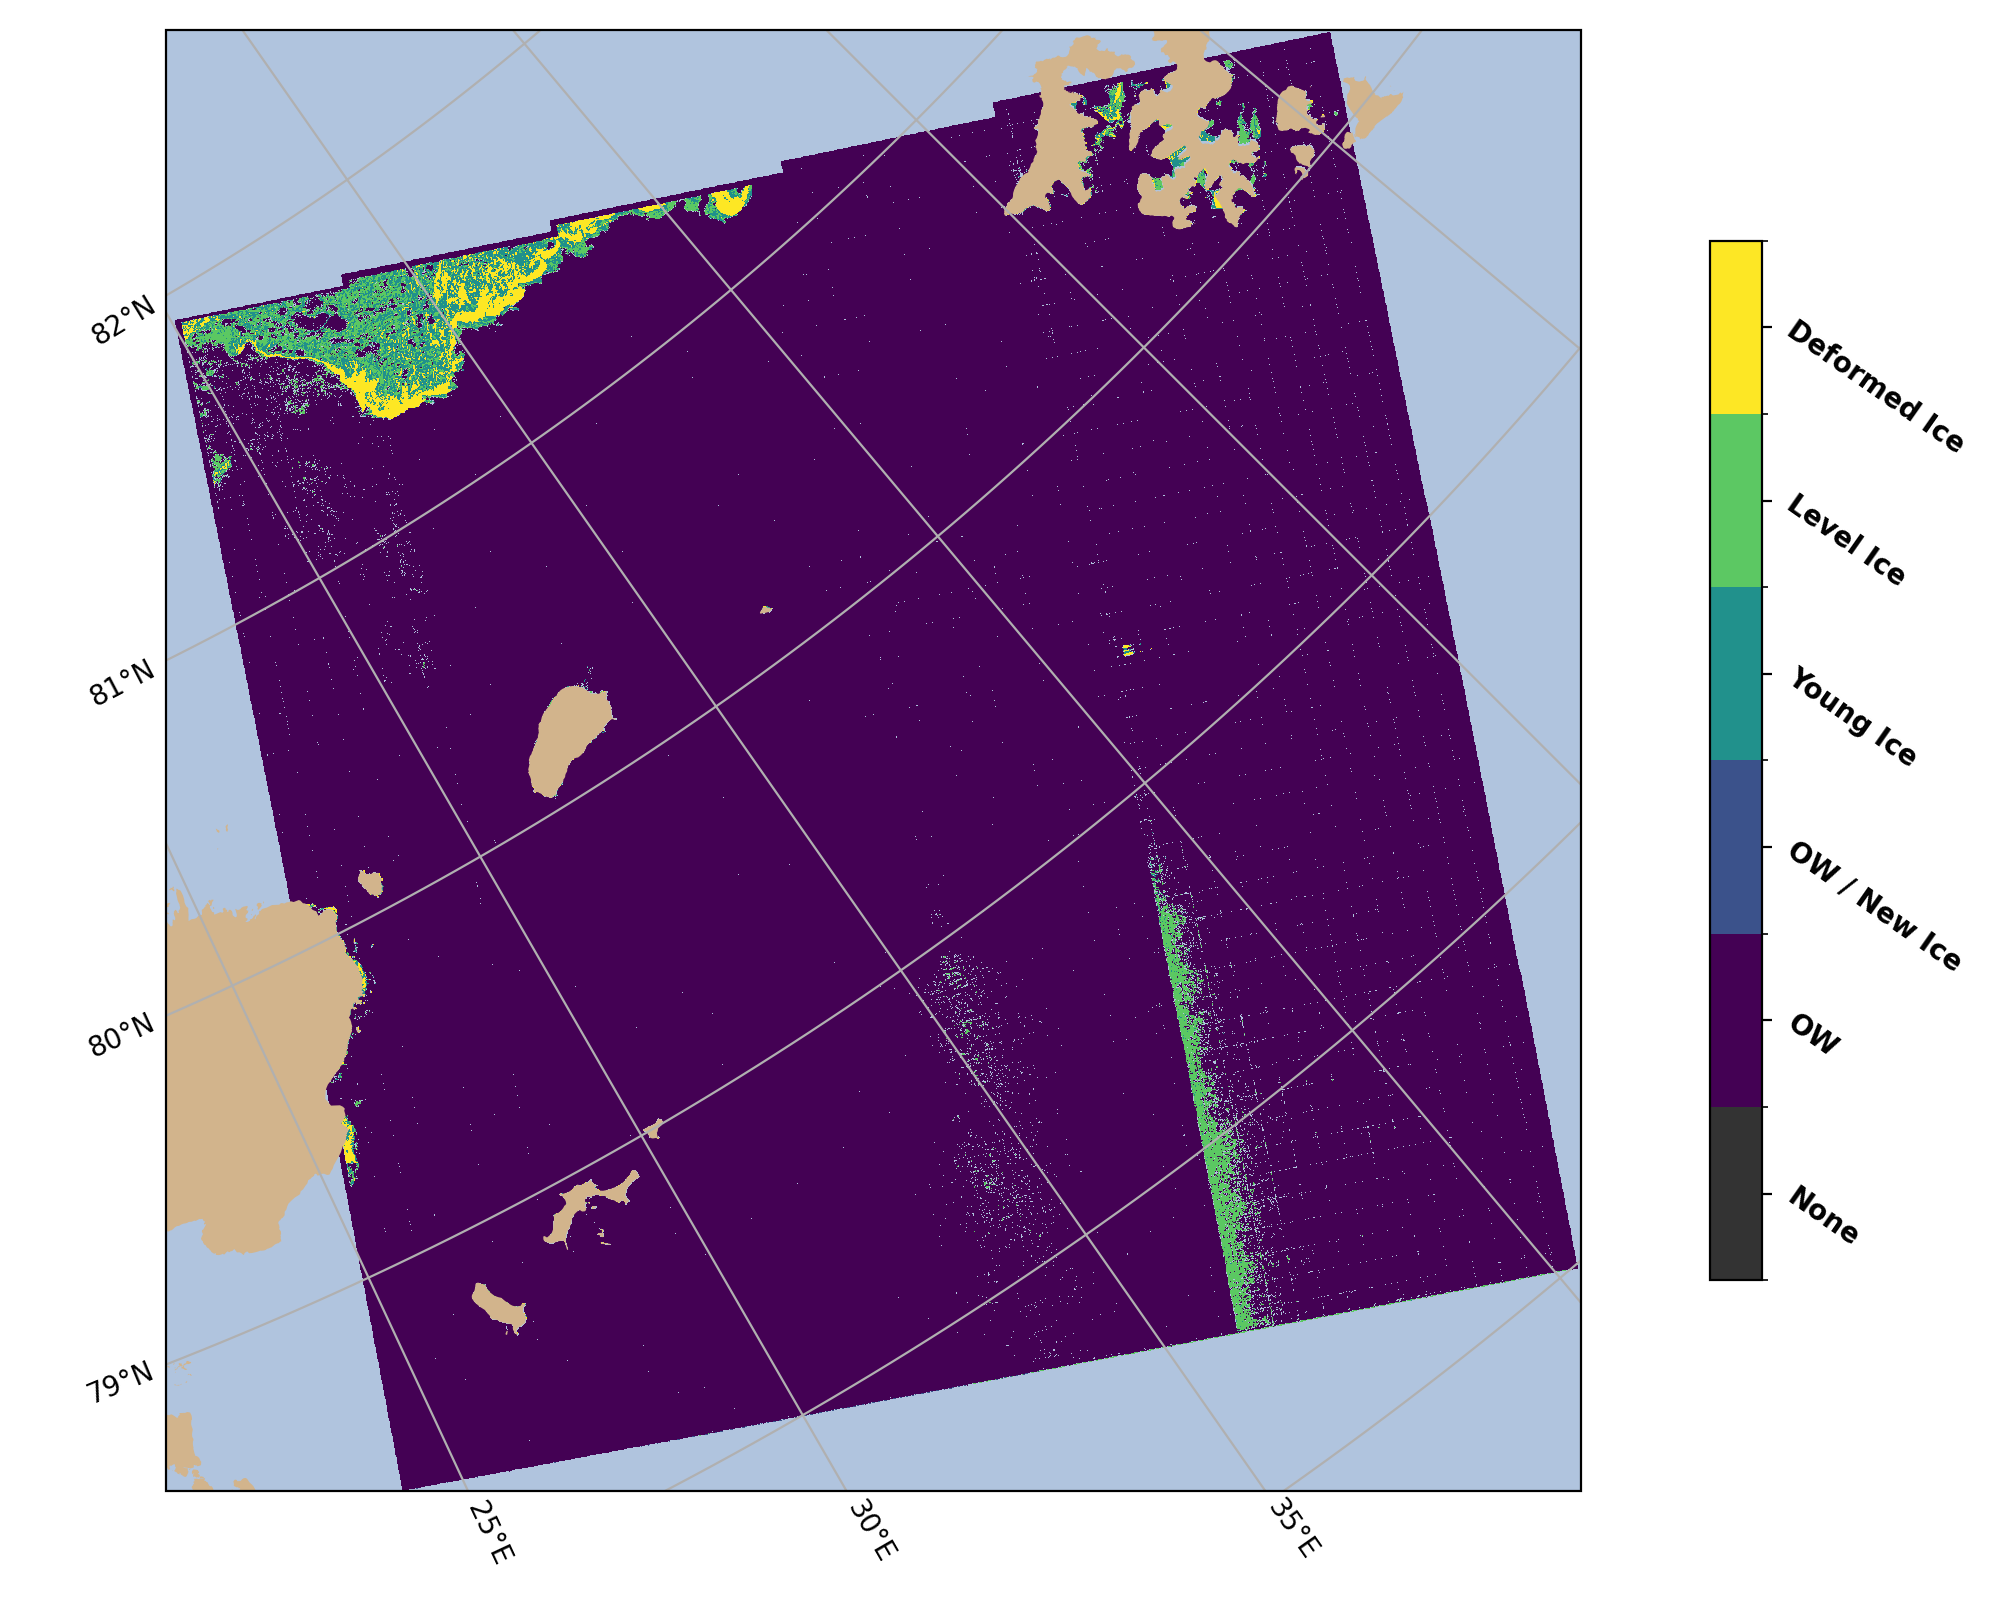 82°N
81°N
80°N
79°N
25°E
30°E
35°E
Deformed Ice
Level Ice
Young Ice
OW / New Ice
OW
None